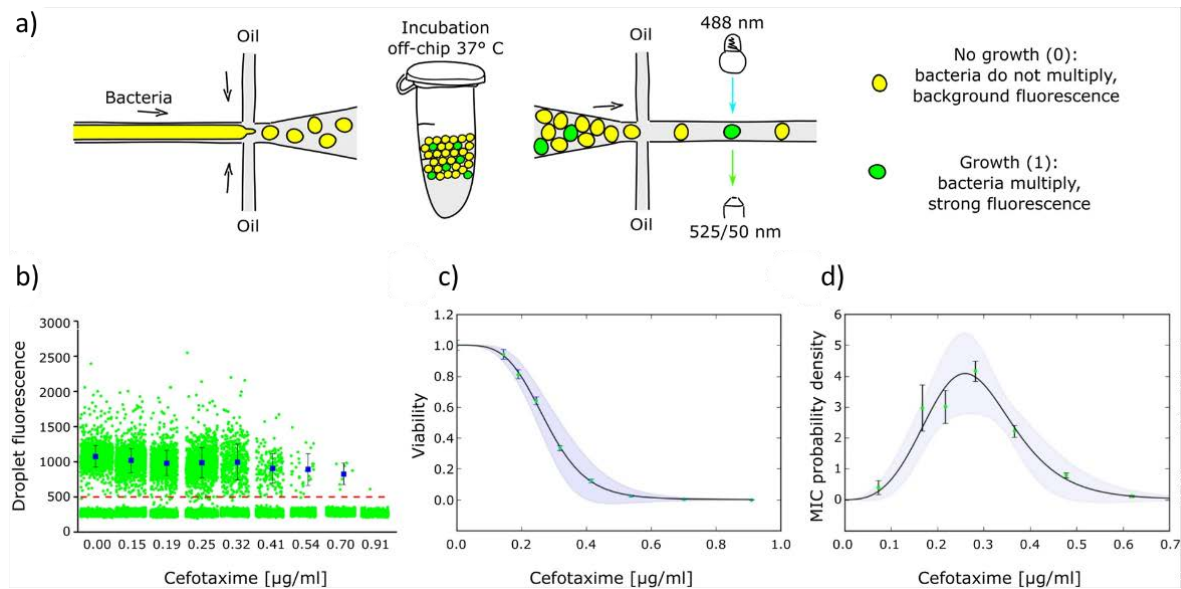 a)
Oil
Bacteria
Oil
Incubation
off-chip 37° C
488 nm
Oil
Oil
525/50 nm
No growth (0):
bacteria do not multiply,
background fluorescence
Growth (1):
bacteria multiply,
strong fluorescence
b)
Droplet fluorescence
3000
2500
2000
1500
1000
500
0
0.00 0.15 0.19 0.25 0.32 0.41 0.54 0.70 0.91
Cefotaxime [µg/ml]
c)
Viability
1.2
1.0
0.8
0.6
0.4
0.2
0.0
0.0 0.2 0.4 0.6 0.8 1.0
Cefotaxime [µg/ml]
d)
MIC probability density
6
5
4
3
2
1
0
0.0 0.1 0.2 0.3 0.4 0.5 0.6 0.7
Cefotaxime [µg/ml]